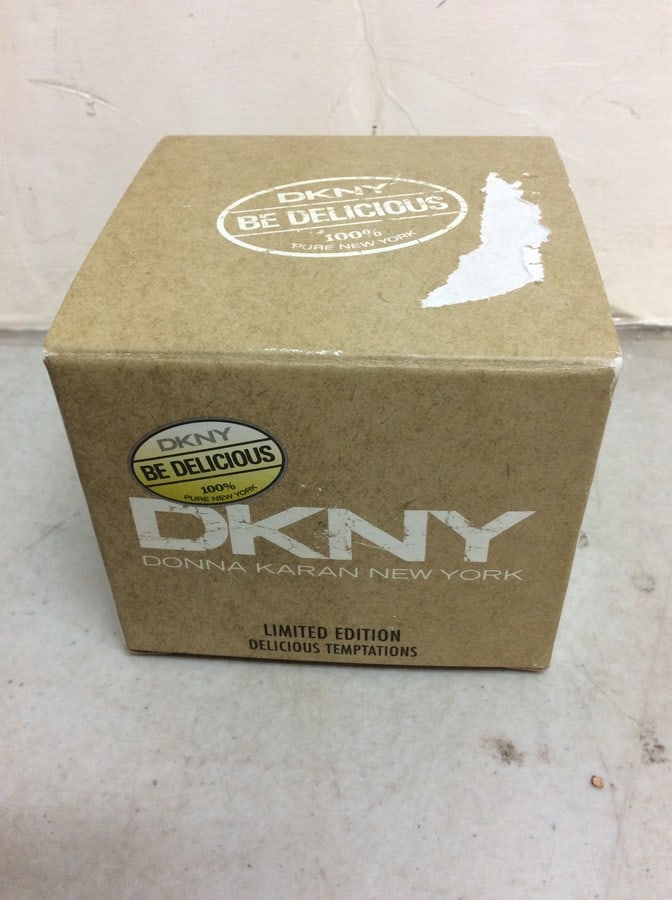 DKNY
BE DELICIOUS
100%
PURE NEW YORK
DKNY
BE DELICIOUS
100%
PURE NEW YORK
DKNY
DONNA KARAN NEW YORK
LIMITED EDITION
DELICIOUS TEMPTATIONS